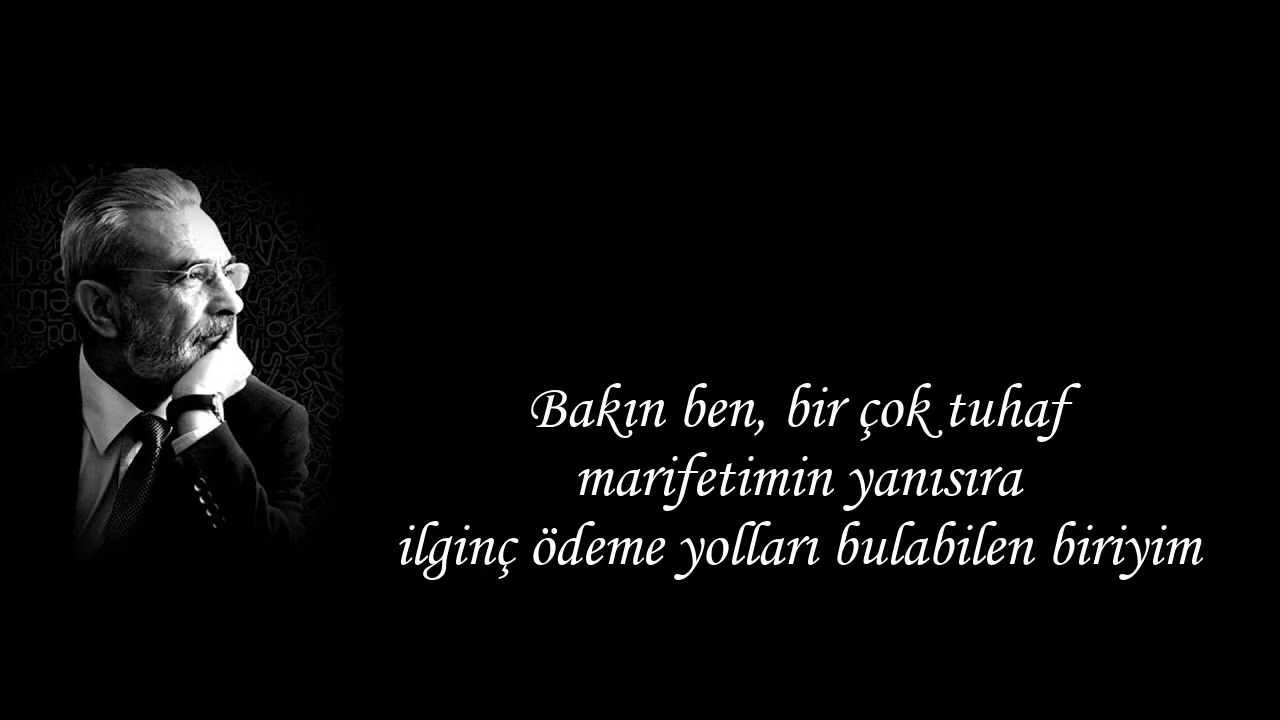 Bakın ben, bir çok tuhaf
marifetimin yanısıra
ilginç ödeme yolları bulabilen biriyim